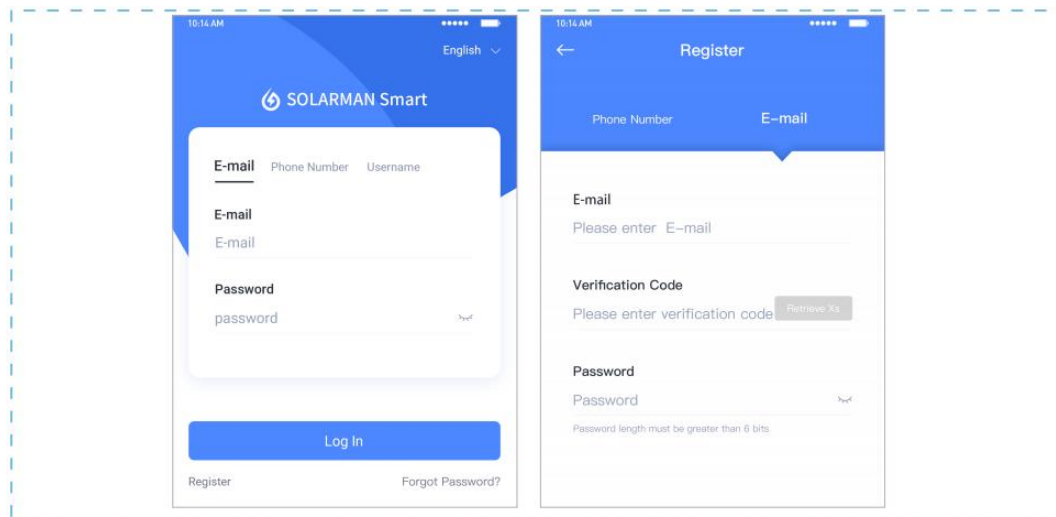 10:14 AM
English
SOLARMAN Smart
E-mail Phone Number Username
E-mail
E-mail
Password
password
Log In
Register Forgot Password?
10:14 AM
Register
Phone Number E-mail
E-mail
Please enter E-mail
Verification Code
Please enter verification code Retrieve Xs
Password
Password
Password length must be greater than 6 bits